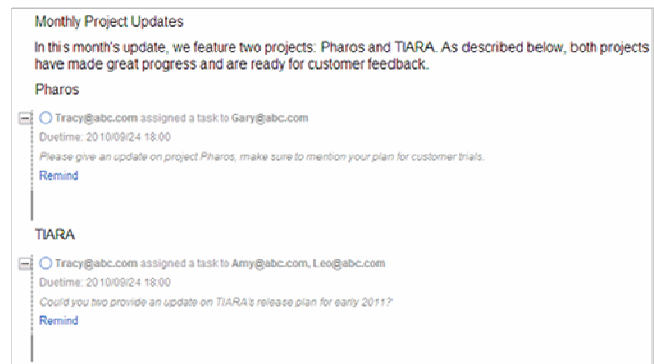 Monthly Project Updates
In this month's update, we feature two projects: Pharos and TIARA. As described below, both projects
have made great progress and are ready for customer feedback.
Pharos
Tracy@abc.com assigned a task to Gary@abc.com
Duetime: 2010/09/24 18:00
Please give an update on project Pharos, make sure to mention your plan for customer trials.
Remind
TIARA
Tracy@abc.com assigned a task to Amy@abc.com, Leo@abc.com
Duetime: 2010/09/24 18:00
Could you two provide an update on TIARA's release plan for early 2011?
Remind